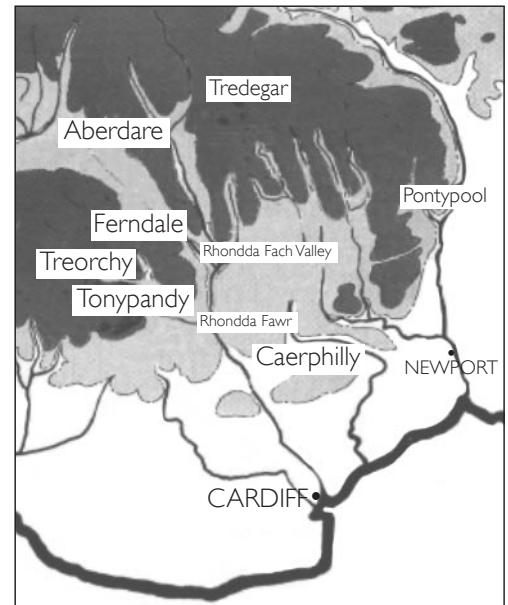 Tredegar
Aberdare
Pontypool
Ferndale
Rhondda Fach Valley
Treorchy
Tonypandy
Rhondda Fawr
Caerphilly
NEWPORT
CARDIFF